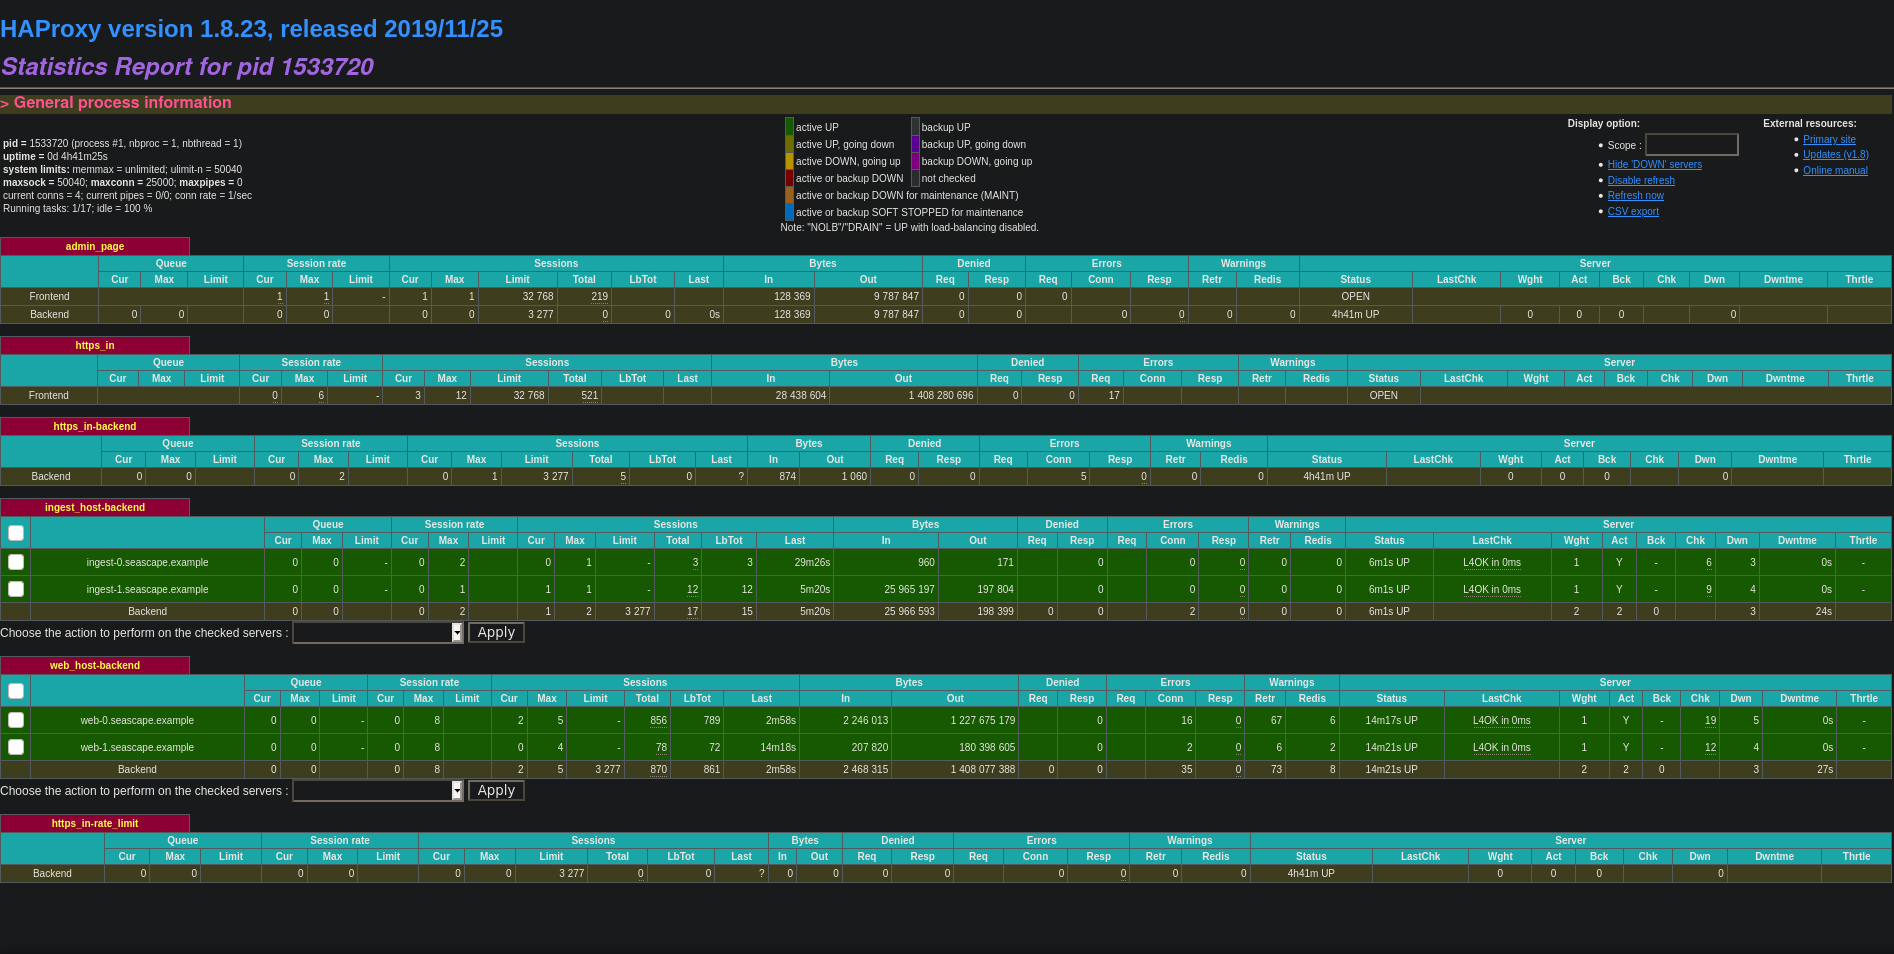 HAProxy version 1.8.23, released 2019/11/25
Statistics Report for pid 1533720
> General process information
pid = 1533720 (process #1, nbproc = 1, nbthread = 1)
uptime = 0d 4h41m25s
system limits: memmax = unlimited; ulimit-n = 50040
maxsock = 50040; maxconn = 25000; maxpipes = 0
current conns = 4; current pipes = 0/0; conn rate = 1/sec
Running tasks: 1/17; idle = 100 %
active UP backup UP
active UP, going down backup UP, going down
active DOWN, going up backup DOWN, going up
active or backup DOWN not checked
active or backup DOWN for maintenance (MAINT)
active or backup SOFT STOPPED for maintenance
Note: "NOLB"/"DRAIN" = UP with load-balancing disabled.
Display option:
Scope :
Hide 'DOWN' servers
Disable refresh
Refresh now
CSV export
External resources:
Primary site
Updates (v1.8)
Online manual
admin_page
Queue Session rate Sessions Bytes Denied Errors Warnings Server
Cur Max Limit Cur Max Limit Cur Max Limit Total LbTot Last In Out Req Resp Req Conn Resp Retr Redis Status LastChk Wght Act Bck Chk Dwn Dwntme Thrtle
Frontend 1 1 - 1 1 32 768 219 128 369 9 787 847 0 0 0 OPEN
Backend 0 0 0 0 0 0 3 277 0 0 0s 128 369 9 787 847 0 0 0 0 0 0 4h41m UP 0 0 0 0
https_in
Queue Session rate Sessions Bytes Denied Errors Warnings Server
Cur Max Limit Cur Max Limit Cur Max Limit Total LbTot Last In Out Req Resp Req Conn Resp Retr Redis Status LastChk Wght Act Bck Chk Dwn Dwntme Thrtle
Frontend 0 6 - 3 12 32 768 521 28 438 604 1 408 280 696 0 0 17 OPEN
https_in-backend
Queue Session rate Sessions Bytes Denied Errors Warnings Server
Cur Max Limit Cur Max Limit Cur Max Limit Total LbTot Last In Out Req Resp Req Conn Resp Retr Redis Status LastChk Wght Act Bck Chk Dwn Dwntme Thrtle
Backend 0 0 0 2 0 1 3 277 5 0 ? 874 1 060 0 0 5 0 0 0 4h41m UP 0 0 0 0
ingest_host-backend
Queue Session rate Sessions Bytes Denied Errors Warnings Server
Cur Max Limit Cur Max Limit Cur Max Limit Total LbTot Last In Out Req Resp Req Conn Resp Retr Redis Status LastChk Wght Act Bck Chk Dwn Dwntme Thrtle
ingest-0.seascape.example 0 0 - 0 2 0 1 - 3 3 29m26s 960 171 0 0 0 0 0 6m1s UP L4OK in 0ms 1 Y - 6 3 0s -
ingest-1.seascape.example 0 0 - 0 1 1 1 - 12 12 5m20s 25 965 197 197 804 0 0 0 0 0 6m1s UP L4OK in 0ms 1 Y - 9 4 0s -
Backend 0 0 0 2 1 2 3 277 17 15 5m20s 25 966 593 198 399 0 0 2 0 0 0 6m1s UP 2 2 0 3 24s
Choose the action to perform on the checked servers : Apply
web_host-backend
Queue Session rate Sessions Bytes Denied Errors Warnings Server
Cur Max Limit Cur Max Limit Cur Max Limit Total LbTot Last In Out Req Resp Req Conn Resp Retr Redis Status LastChk Wght Act Bck Chk Dwn Dwntme Thrtle
web-0.seascape.example 0 0 - 0 8 2 5 - 856 789 2m58s 2 246 013 1 227 675 179 0 16 0 67 6 14m17s UP L4OK in 0ms 1 Y - 19 5 0s -
web-1.seascape.example 0 0 - 0 8 0 4 - 78 72 14m18s 207 820 180 398 605 0 2 0 6 2 14m21s UP L4OK in 0ms 1 Y - 12 4 0s -
Backend 0 0 0 8 2 5 3 277 870 861 2m58s 2 468 315 1 408 077 388 0 0 35 0 73 8 14m21s UP 2 2 0 3 27s
Choose the action to perform on the checked servers : Apply
https_in-rate_limit
Queue Session rate Sessions Bytes Denied Errors Warnings Server
Cur Max Limit Cur Max Limit Cur Max Limit Total LbTot Last In Out Req Resp Req Conn Resp Retr Redis Status LastChk Wght Act Bck Chk Dwn Dwntme Thrtle
Backend 0 0 0 0 0 0 3 277 0 0 ? 0 0 0 0 0 0 0 0 4h41m UP 0 0 0 0